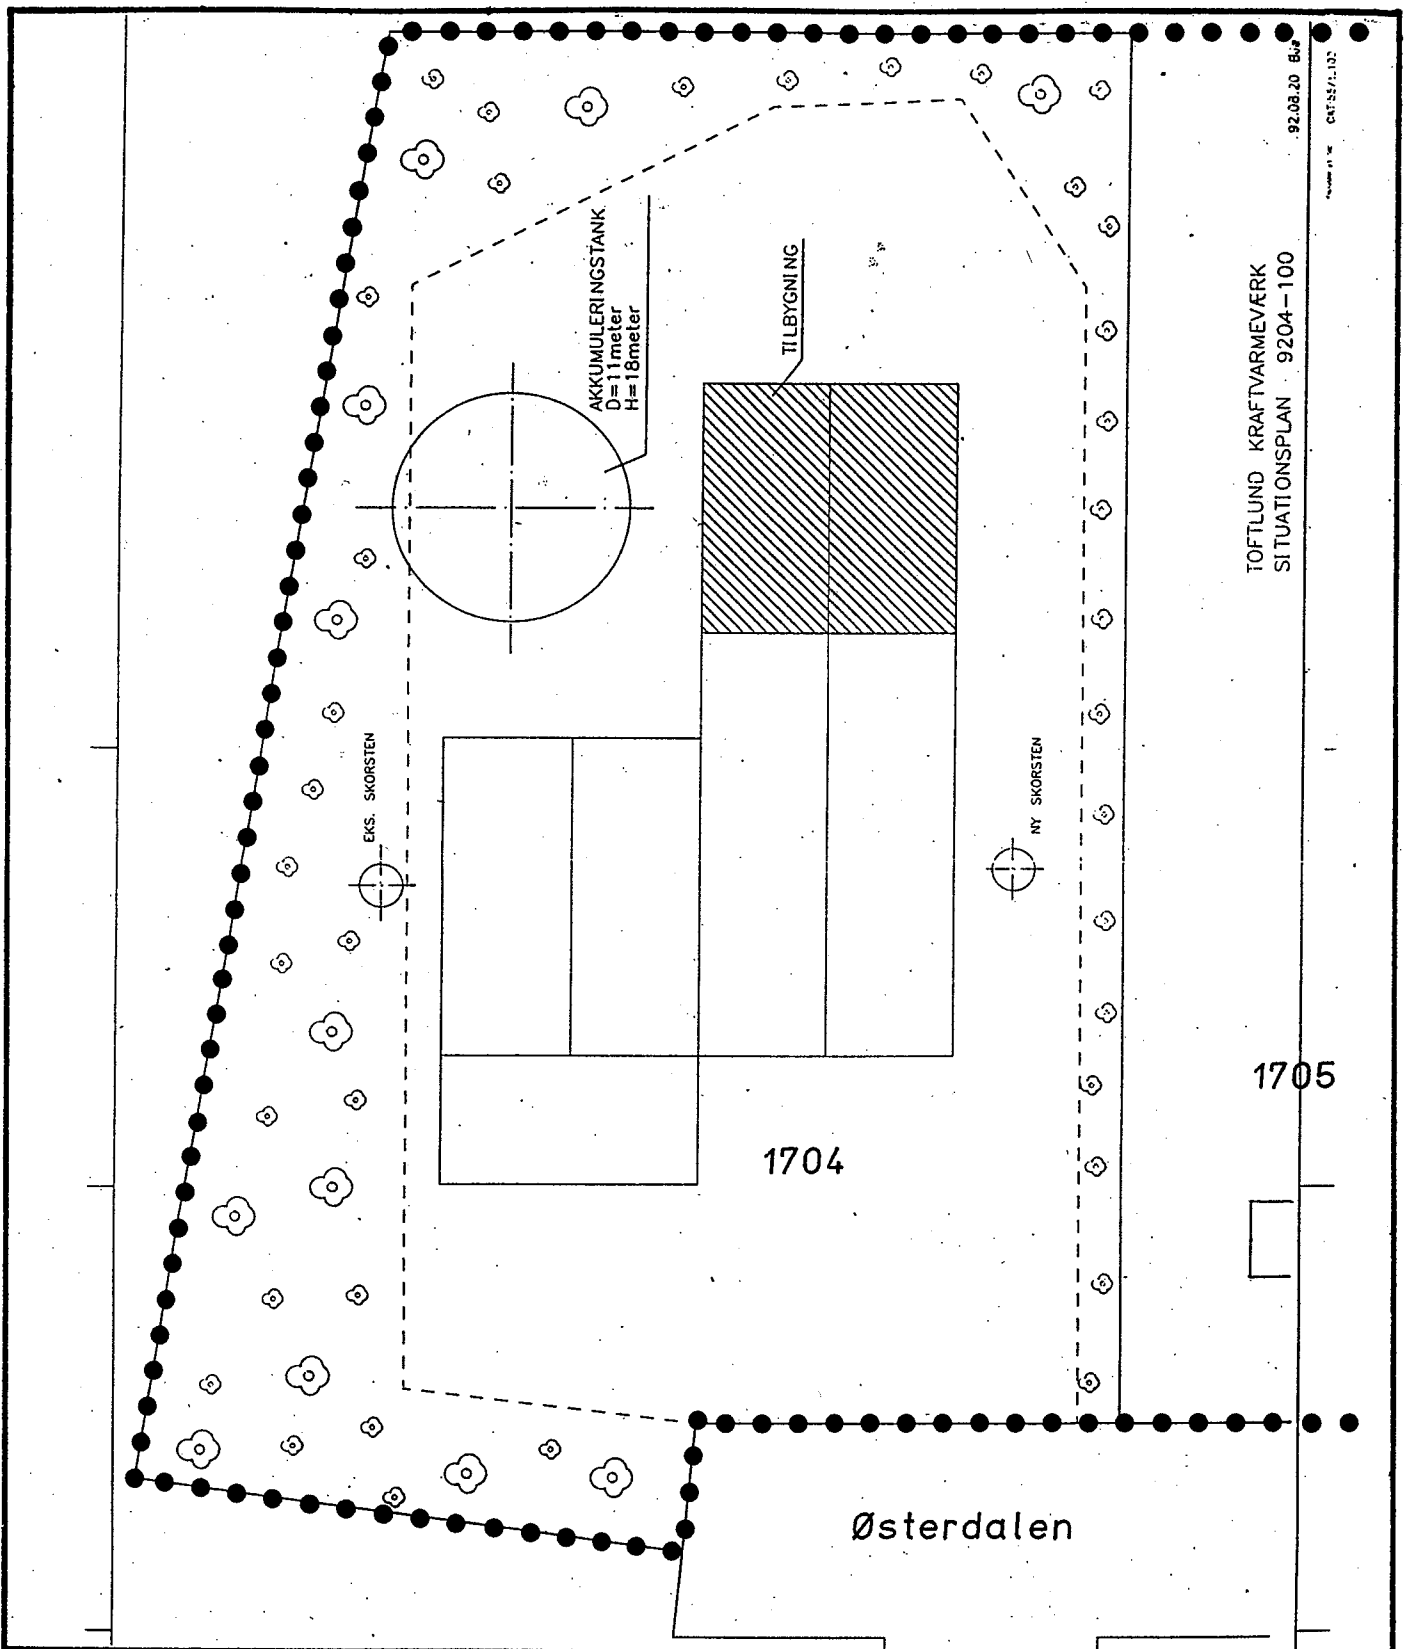 AKKUMULERINGSTANK
D=11meter
H=18meter
TILBYGNING
EKS. SKORSTEN
NY SKORSTEN
TOFTLUND KRAFTVARMEVÆRK
SITUATIONSPLAN 9204-100
92.08.20
1705
1704
Østerdalen